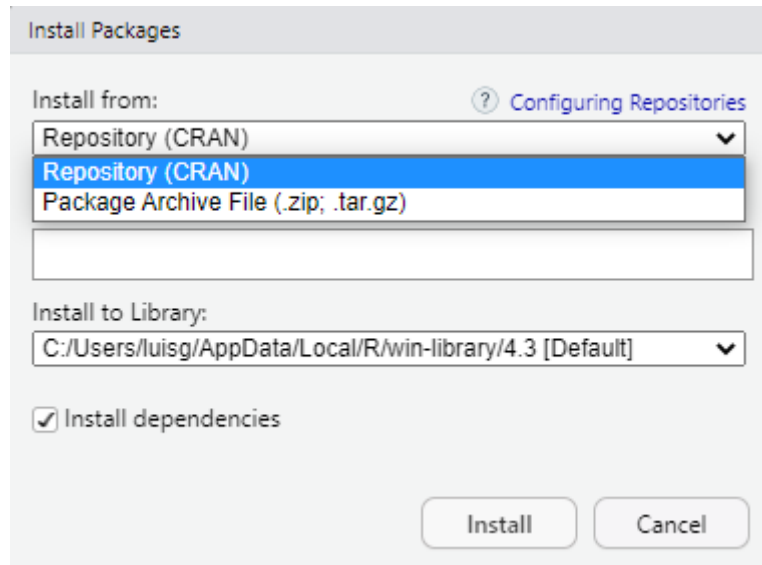 Install Packages
Install from:
? Configuring Repositories
Repository (CRAN)
Repository (CRAN)
Package Archive File (.zip; .tar.gz)
Install to Library:
C:/Users/luisg/AppData/Local/R/win-library/4.3 [Default]
Install dependencies
Install
Cancel